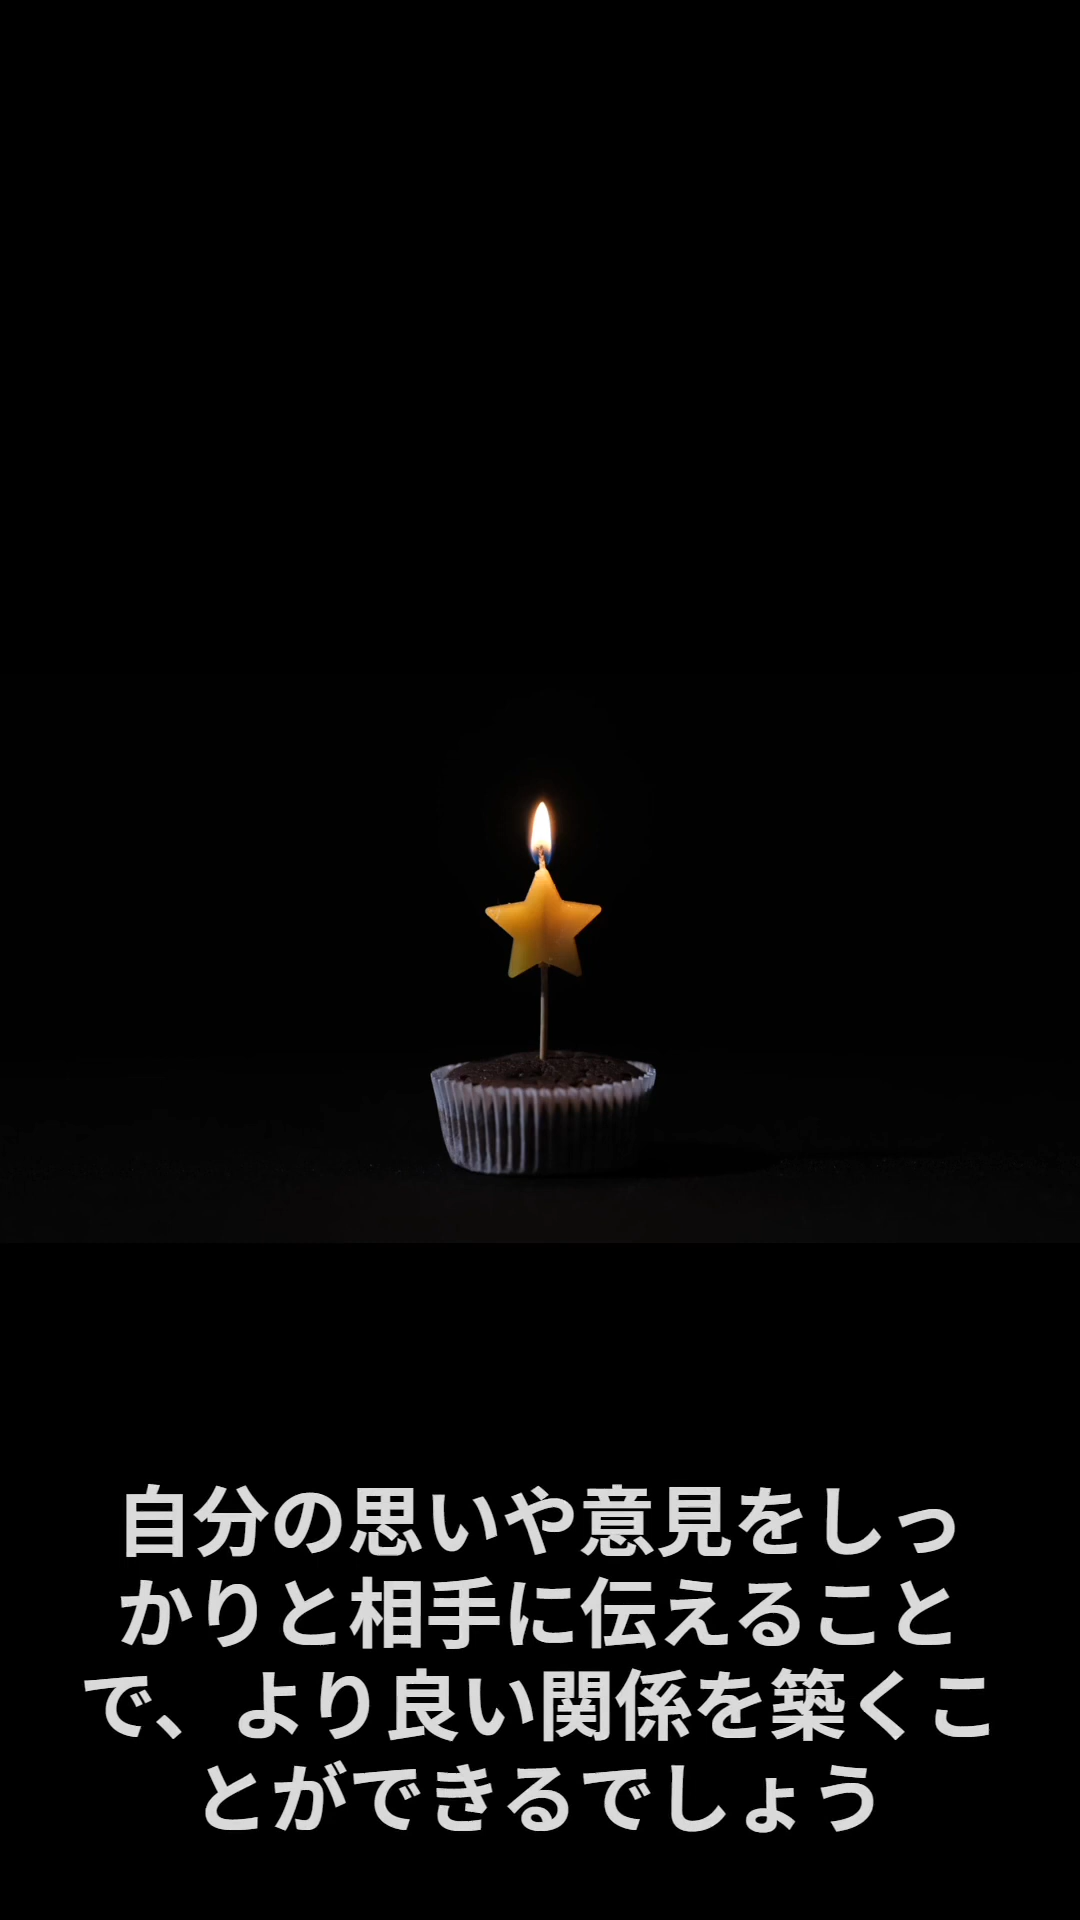 自分の思いや意見をしっ
かりと相手に伝えること
で、より良い関係を築くこ
とができるでしょう